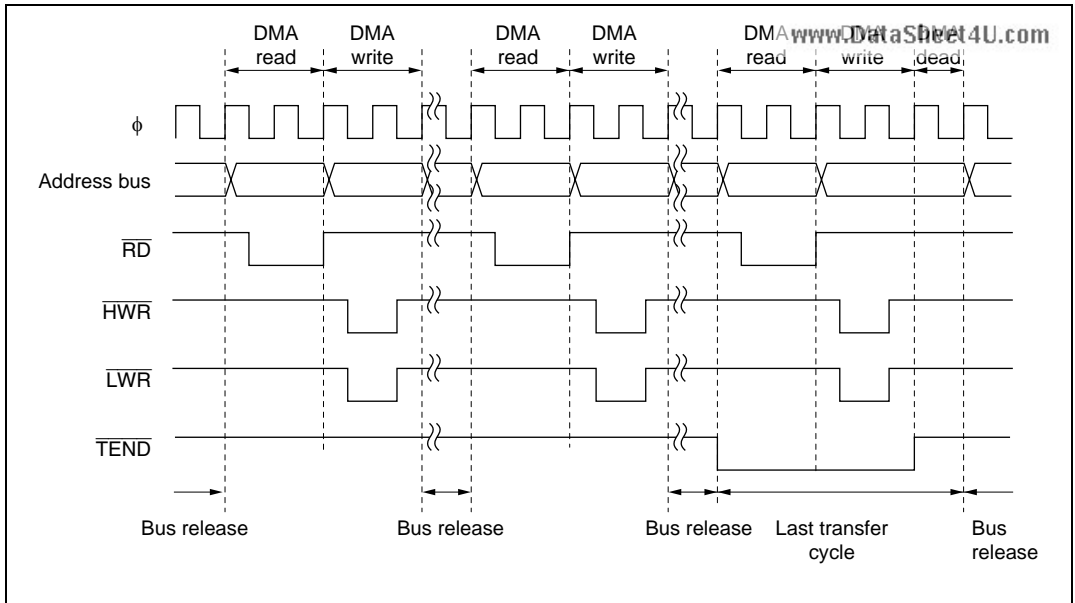 DMA read
DMA write
DMA read
DMA write
DMA read
DMA write
DMA dead
www.DataSheet4U.com
φ
Address bus
RD
HWR
LWR
TEND
Bus release
Bus release
Bus release
Last transfer cycle
Bus release